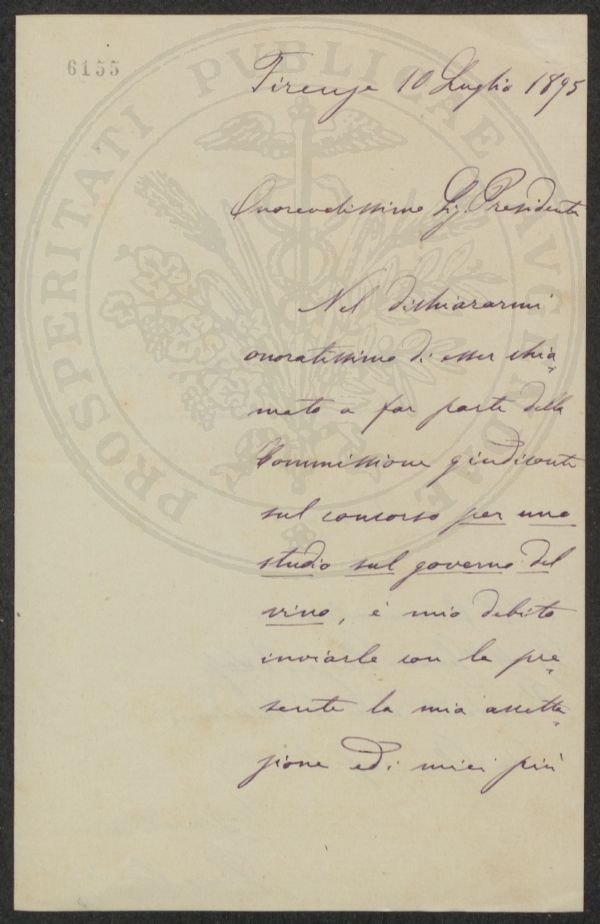 6155
PROSPERITATI PUBLICAE AUGENDAE
Firenze 10 Luglio 1895
Onorevolissimo Sig. Presidente
Nel dichiararmi
onoratissimo di esser chia=
mato a far parte della
Commissione giudicante
sul concorso per uno
studio sul governo del
vino, è mio debito
inviarle con la pre=
sente la mia accetta=
zione ed i miei più